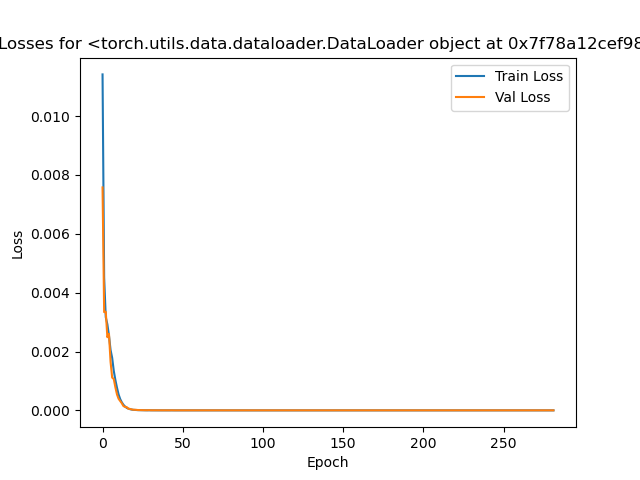 Losses for <torch.utils.data.dataloader.DataLoader object at 0x7f78a12cef98
Train Loss
Val Loss
0.010
0.008
0.006
0.004
0.002
0.000
Loss
0 50 100 150 200 250
Epoch